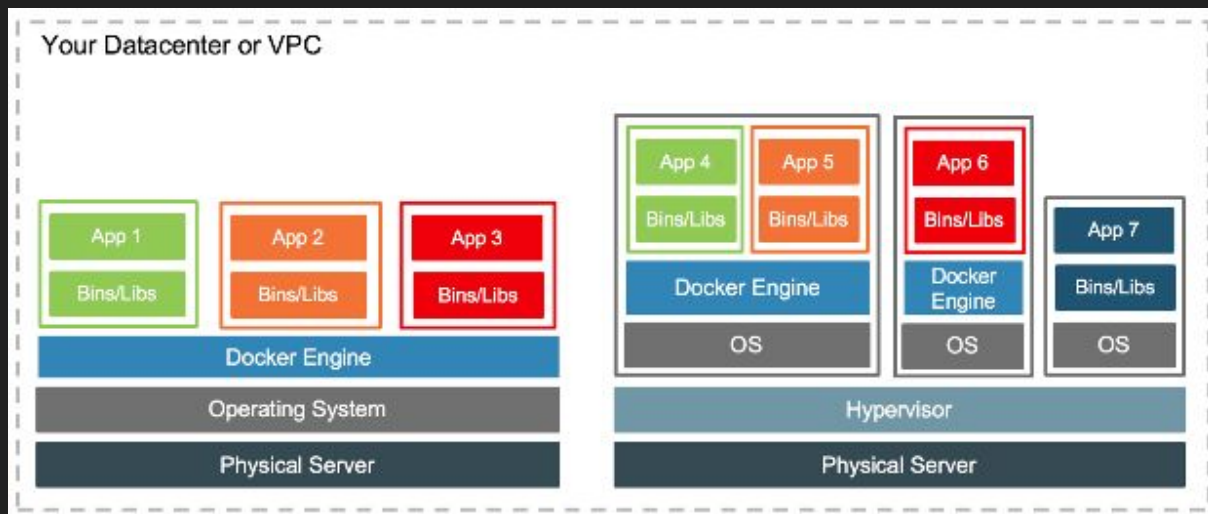 Your Datacenter or VPC
App 1
Bins/Libs
App 2
Bins/Libs
App 3
Bins/Libs
Docker Engine
Operating System
Physical Server
App 4
Bins/Libs
App 5
Bins/Libs
Docker Engine
OS
App 6
Bins/Libs
Docker
Engine
OS
App 7
Bins/Libs
OS
Hypervisor
Physical Server